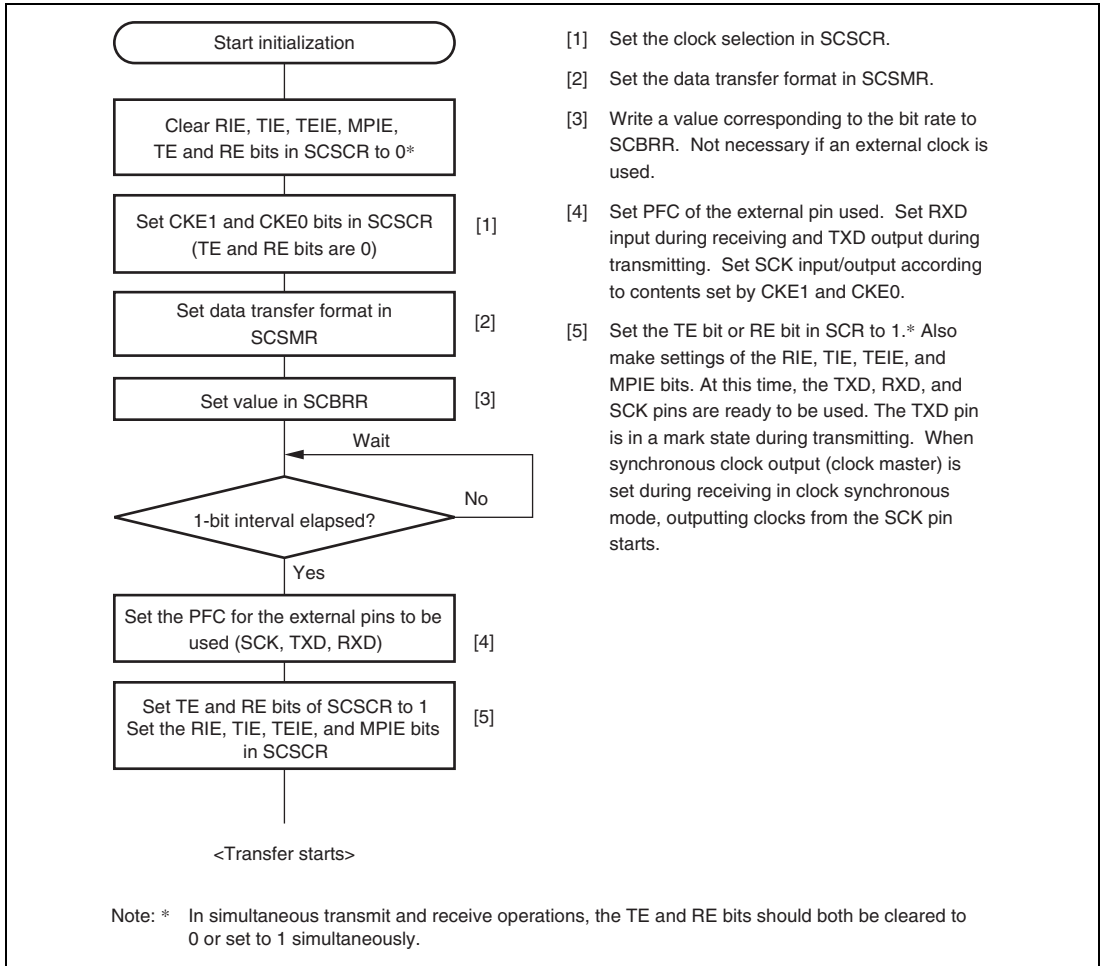 Start initialization
Clear RIE, TIE, TEIE, MPIE,
TE and RE bits in SCSCR to 0*
Set CKE1 and CKE0 bits in SCSCR
(TE and RE bits are 0)
[1]
Set data transfer format in
SCSMR
[2]
Set value in SCBRR
[3]
Wait
1-bit interval elapsed?
No
Yes
Set the PFC for the external pins to be
used (SCK, TXD, RXD)
[4]
Set TE and RE bits of SCSCR to 1
Set the RIE, TIE, TEIE, and MPIE bits
in SCSCR
[5]
<Transfer starts>
[1] Set the clock selection in SCSCR.
[2] Set the data transfer format in SCSMR.
[3] Write a value corresponding to the bit rate to
SCBRR. Not necessary if an external clock is
used.
[4] Set PFC of the external pin used. Set RXD
input during receiving and TXD output during
transmitting. Set SCK input/output according
to contents set by CKE1 and CKE0.
[5] Set the TE bit or RE bit in SCR to 1.* Also
make settings of the RIE, TIE, TEIE, and
MPIE bits. At this time, the TXD, RXD, and
SCK pins are ready to be used. The TXD pin
is in a mark state during transmitting. When
synchronous clock output (clock master) is
set during receiving in clock synchronous
mode, outputting clocks from the SCK pin
starts.
Note: * In simultaneous transmit and receive operations, the TE and RE bits should both be cleared to
0 or set to 1 simultaneously.